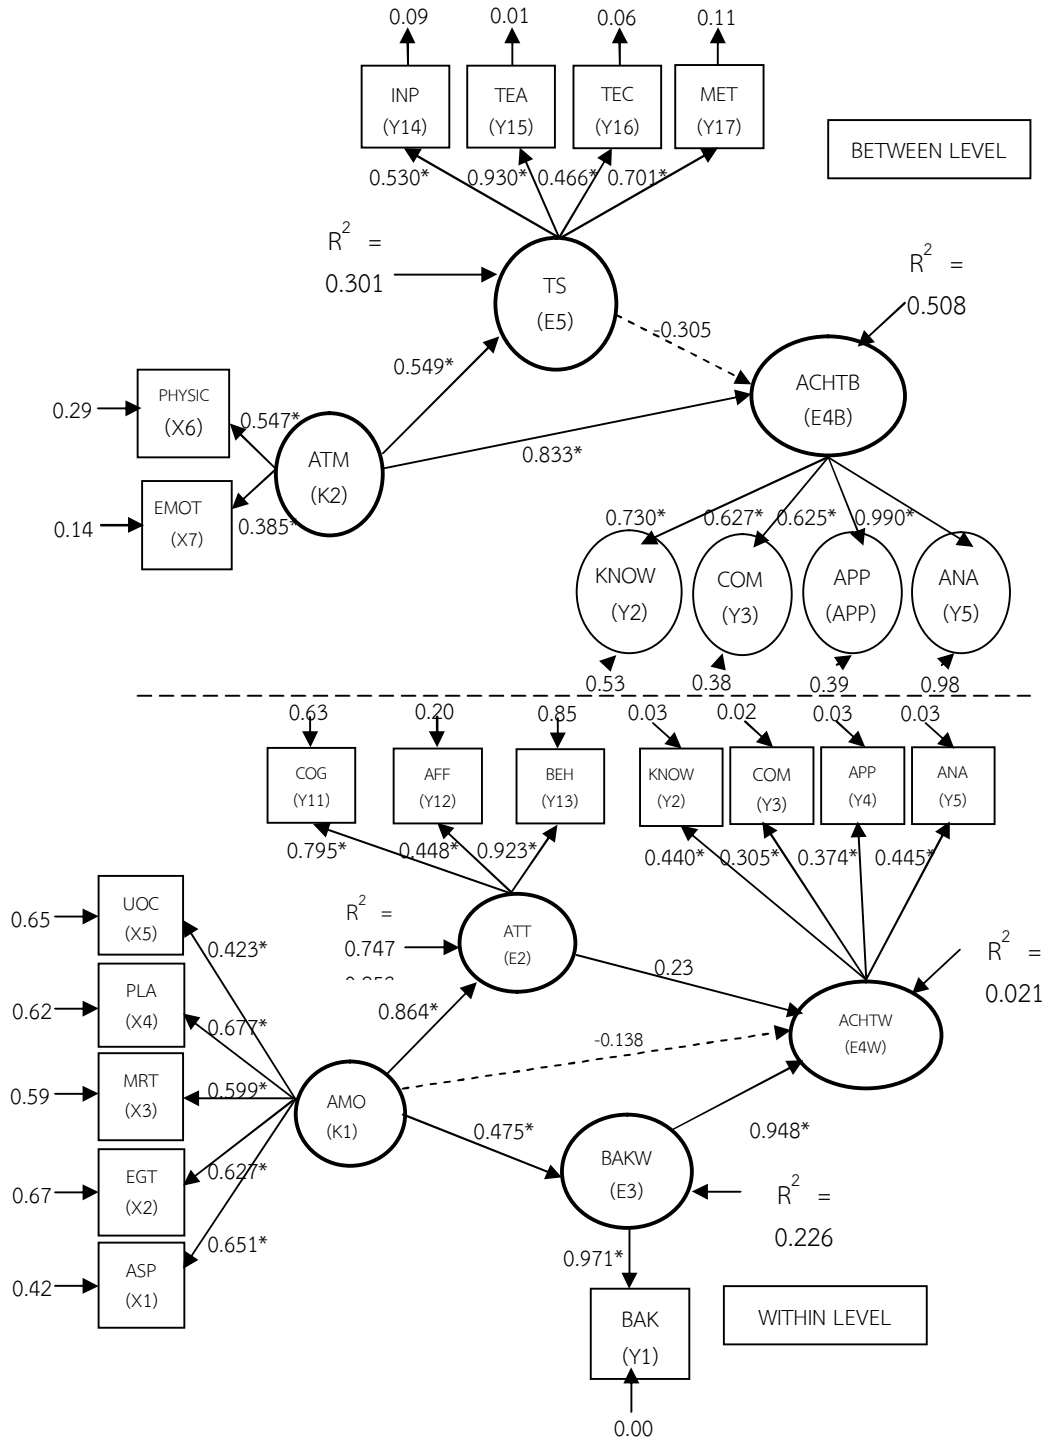 0.09
0.01
0.06
0.11
INP
(Y14)
TEA
(Y15)
TEC
(Y16)
MET
(Y17)
BETWEEN LEVEL
0.530*
0.930*
0.466*
0.701*
R² =
0.301
TS
(E5)
R² =
0.508
-0.305
0.549*
ACHTB
(E4B)
0.29
PHYSIC
(X6)
0.547*
ATM
(K2)
0.833*
0.14
EMOT
(X7)
0.385*
0.730*
0.627*
0.625*
0.990*
KNOW
(Y2)
COM
(Y3)
APP
(APP)
ANA
(Y5)
0.53
0.38
0.39
0.98
0.63
0.20
0.85
0.03
0.02
0.03
0.03
COG
(Y11)
AFF
(Y12)
BEH
(Y13)
KNOW
(Y2)
COM
(Y3)
APP
(Y4)
ANA
(Y5)
0.795*
0.448*
0.923*
0.440*
0.305*
0.374*
0.445*
0.65
UOC
(X5)
0.423*
R² =
0.747
ATT
(E2)
0.23
R² =
0.021
0.62
PLA
(X4)
0.677*
0.864*
ACHTW
(E4W)
-0.138
0.59
MRT
(X3)
0.599*
AMO
(K1)
0.475*
0.948*
0.67
EGT
(X2)
0.627*
BAKW
(E3)
R² =
0.226
0.42
ASP
(X1)
0.651*
0.971*
BAK
(Y1)
WITHIN LEVEL
0.00